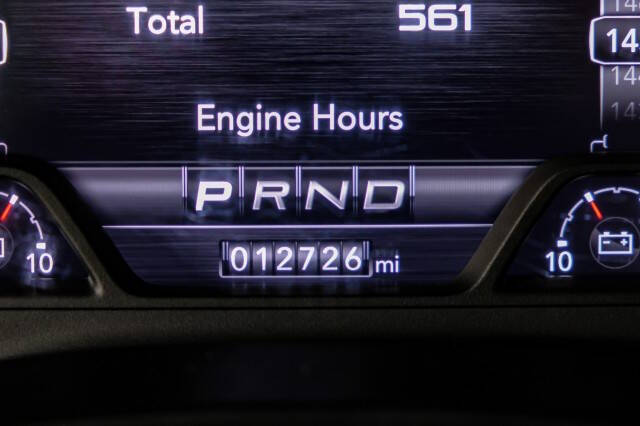 Total 561
Engine Hours
PRND
012726 mi
10
10